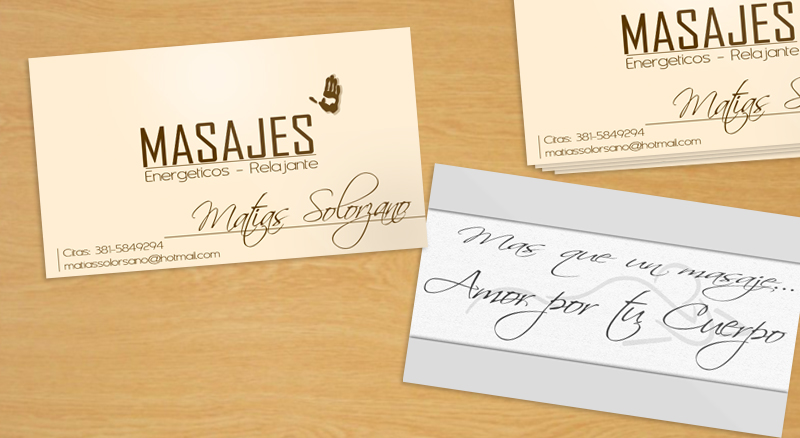 MASAJES
Energeticos - Relajante
Matias Solorzano
Citas: 381-5849294
matiassolorsano@hotmail.com
MASAJES
Energeticos - Relajante
Matias S
Citas: 381-5849294
matiassolorsano@hotmail.com
Mas que un masaje...
Amor por tu Cuerpo